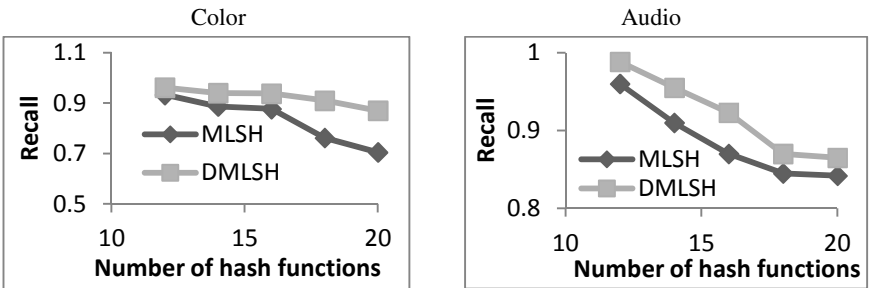 Color
1.1
0.9
0.7
0.5
Recall
MLSH
DMLSH
10
15
20
Number of hash functions
Audio
1
0.9
0.8
Recall
MLSH
DMLSH
10
15
20
Number of hash functions